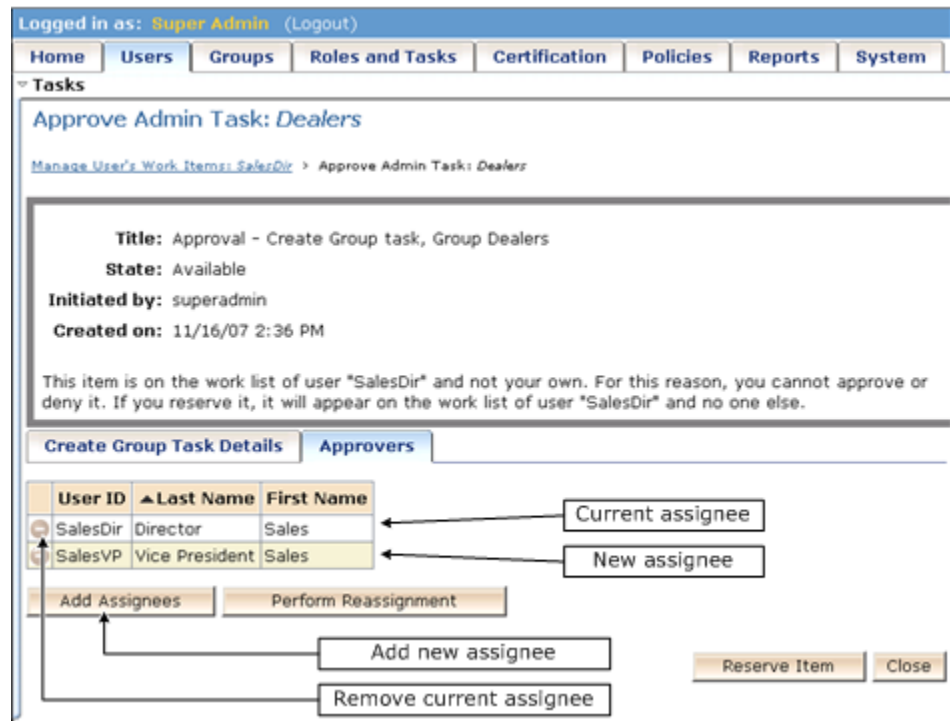 Logged in as: Super Admin (Logout)
Home Users Groups Roles and Tasks Certification Policies Reports System
Tasks
Approve Admin Task: Dealers
Manage User's Work Items: SalesDir > Approve Admin Task: Dealers
Title: Approval - Create Group task, Group Dealers
State: Available
Initiated by: superadmin
Created on: 11/16/07 2:36 PM
This item is on the work list of user "SalesDir" and not your own. For this reason, you cannot approve or
deny it. If you reserve it, it will appear on the work list of user "SalesDir" and no one else.
Create Group Task Details Approvers
User ID ▲Last Name First Name
SalesDir Director Sales
Current assignee
SalesVP Vice President Sales
New assignee
Add Assignees Perform Reassignment
Add new assignee
Reserve Item Close
Remove current assignee